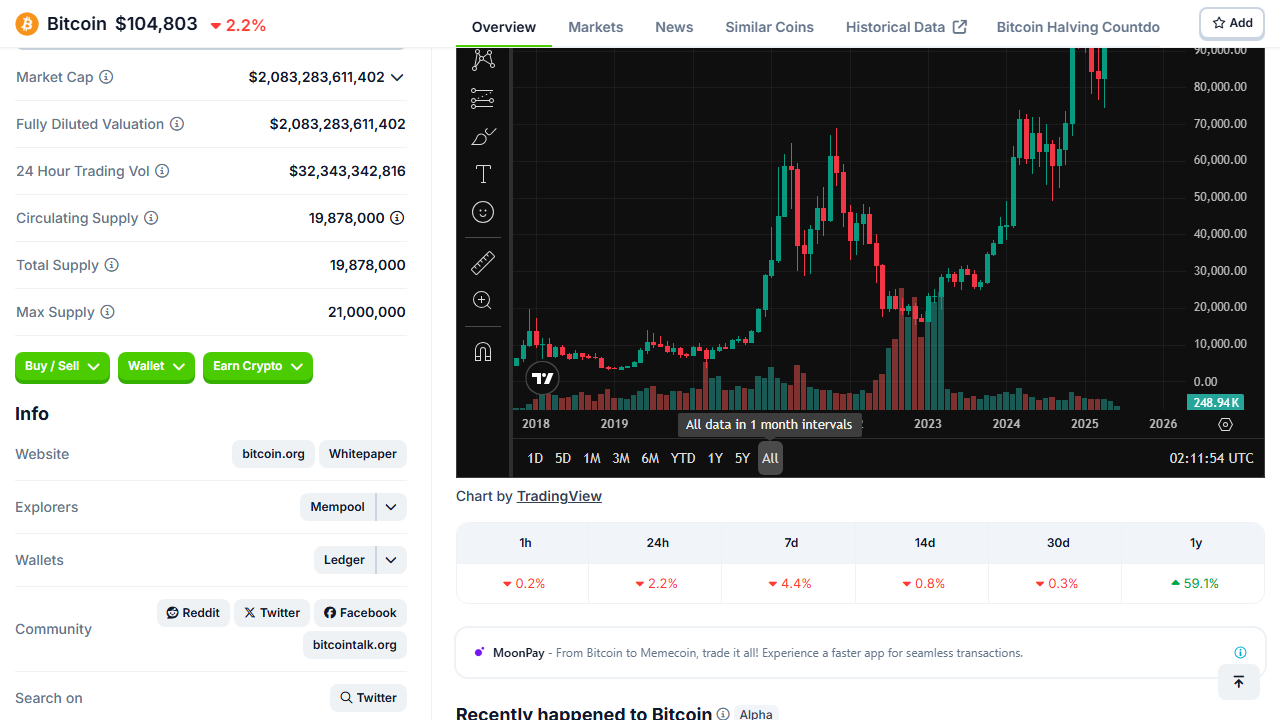 Bitcoin $104,803 2.2%
Overview Markets News Similar Coins Historical Data Bitcoin Halving Countdo
Add
Market Cap $2,083,283,611,402
Fully Diluted Valuation $2,083,283,611,402
24 Hour Trading Vol $32,343,342,816
Circulating Supply 19,878,000
Total Supply 19,878,000
Max Supply 21,000,000
Buy / Sell Wallet Earn Crypto
Info
Website bitcoin.org Whitepaper
Explorers Mempool
Wallets Ledger
Community Reddit Twitter Facebook
bitcointalk.org
Search on Twitter
90,000.00
80,000.00
70,000.00
60,000.00
50,000.00
40,000.00
30,000.00
20,000.00
10,000.00
0.00
248.94K
All data in 1 month intervals
2018 2019 2023 2024 2025 2026
1D 5D 1M 3M 6M YTD 1Y 5Y All 02:11:54 UTC
Chart by TradingView
1h 24h 7d 14d 30d 1y
0.2% 2.2% 4.4% 0.8% 0.3% 59.1%
MoonPay - From Bitcoin to Memecoin, trade it all! Experience a faster app for seamless transactions.
Recently happened to Bitcoin Alpha